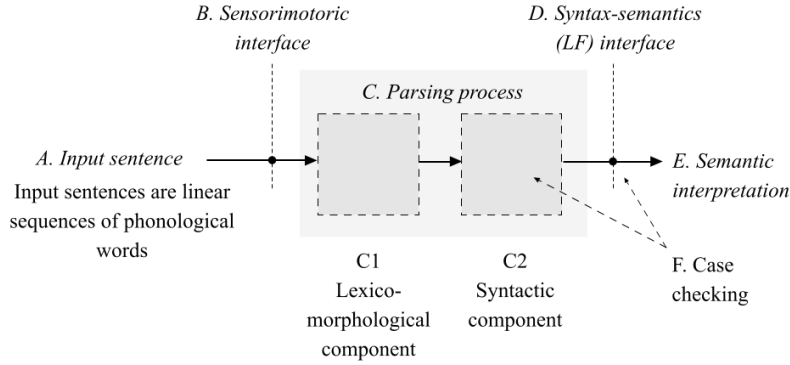 B. Sensorimotoric
interface
D. Syntax-semantics
(LF) interface
C. Parsing process
A. Input sentence
Input sentences are linear
sequences of phonological
words
E. Semantic
interpretation
C1
Lexico-
morphological
component
C2
Syntactic
component
F. Case
checking